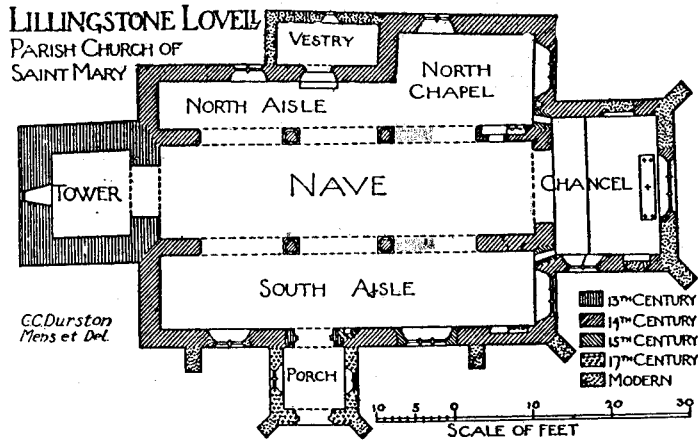 LILLINGSTONE LOVELL
PARISH CHURCH OF
SAINT MARY
VESTRY
NORTH
CHAPEL
NORTH AISLE
TOWER
NAVE
CHANCEL
SOUTH AISLE
C.C. Durston
Mens et Del.
PORCH
13TH CENTURY
14TH CENTURY
15TH CENTURY
17TH CENTURY
MODERN
10 5 0 10 20 30
SCALE OF FEET